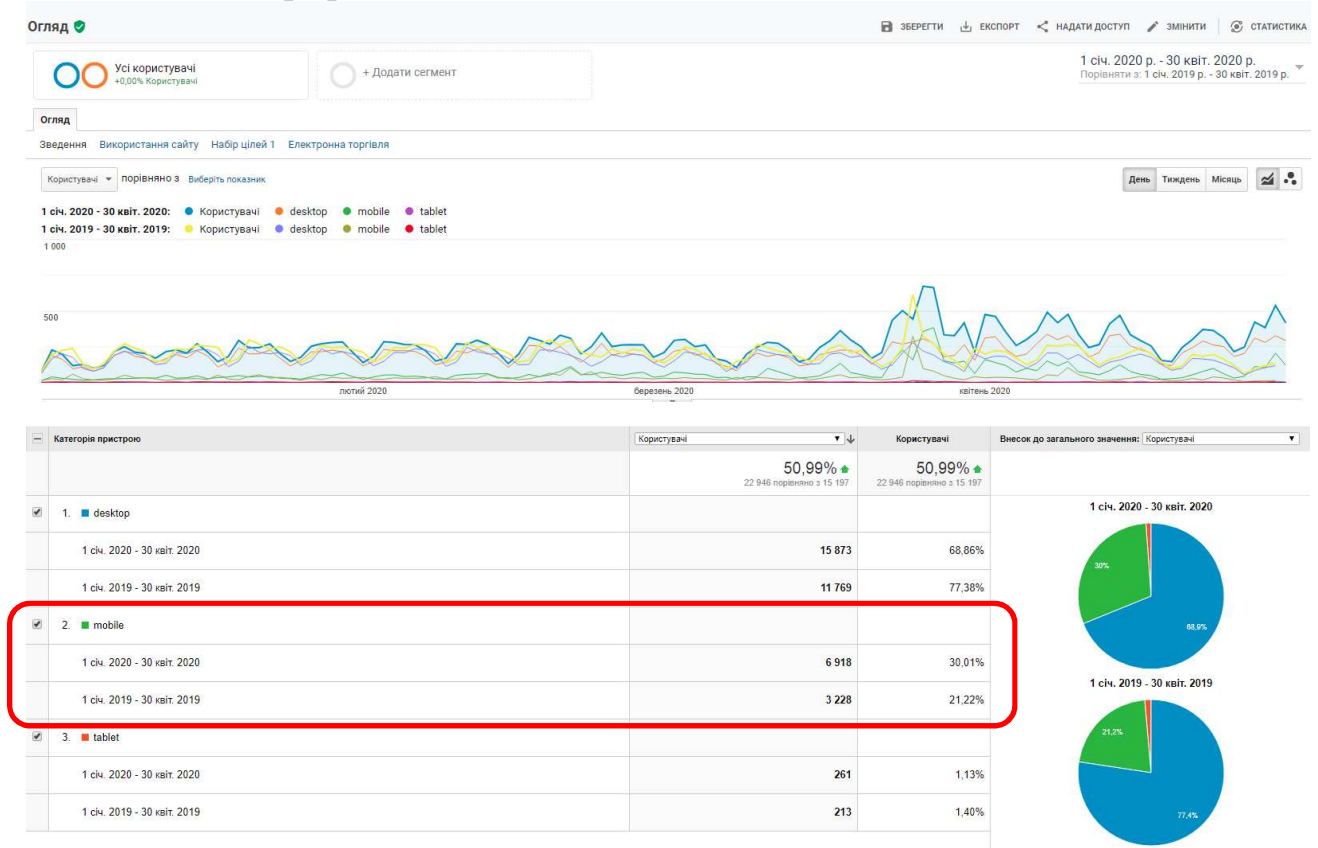 Огляд
ЗБЕРЕГТИ ЕКСПОРТ НАДАТИ ДОСТУП ЗМІНИТИ СТАТИСТИКА
Усі користувачі
+0,00% Користувачі
+ Додати сегмент
1 січ. 2020 р. - 30 квіт. 2020 р.
Порівняти з: 1 січ. 2019 р. - 30 квіт. 2019 р.
Огляд
Зведення Використання сайту Набір цілей 1 Електронна торгівля
Користувачі порівняно з Виберіть показник
День Тиждень Місяць
1 січ. 2020 - 30 квіт. 2020: Користувачі desktop mobile tablet
1 січ. 2019 - 30 квіт. 2019: Користувачі desktop mobile tablet
1 000
500
лютий 2020 березень 2020 квітень 2020
Категорія пристрою Користувачі Користувачі Внесок до загального значення: Користувачі
50,99% 50,99%
22 946 порівняно з 15 197 22 946 порівняно з 15 197
1. desktop
1 січ. 2020 - 30 квіт. 2020 15 873 68,86%
1 січ. 2019 - 30 квіт. 2019 11 769 77,38%
2. mobile
1 січ. 2020 - 30 квіт. 2020 6 918 30,01%
1 січ. 2019 - 30 квіт. 2019 3 228 21,22%
3. tablet
1 січ. 2020 - 30 квіт. 2020 261 1,13%
1 січ. 2019 - 30 квіт. 2019 213 1,40%
1 січ. 2020 - 30 квіт. 2020
30%
68,9%
1 січ. 2019 - 30 квіт. 2019
21,2%
77,4%